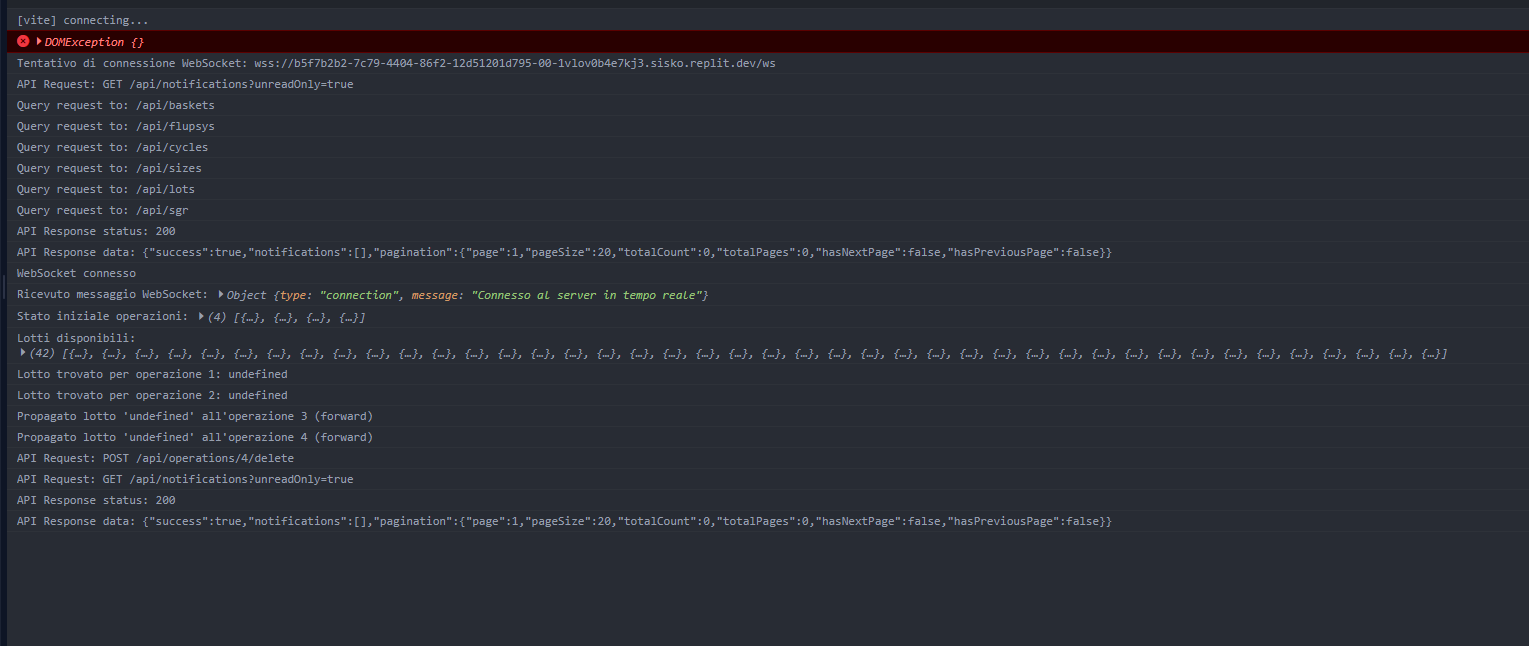 [vite] connecting...
DOMException {}
Tentativo di connessione WebSocket: wss://b5f7b2b2-7c79-4404-86f2-12d51201d795-00-1vlov0b4e7kj3.sisko.replit.dev/ws
API Request: GET /api/notifications?unreadOnly=true
Query request to: /api/baskets
Query request to: /api/flupsys
Query request to: /api/cycles
Query request to: /api/sizes
Query request to: /api/lots
Query request to: /api/sgr
API Response status: 200
API Response data: {"success":true,"notifications":[],"pagination":{"page":1,"pageSize":20,"totalCount":0,"totalPages":0,"hasNextPage":false,"hasPreviousPage":false}}
WebSocket connesso
Ricevuto messaggio WebSocket: Object {type: "connection", message: "Connesso al server in tempo reale"}
Stato iniziale operazioni: (4) [{…}, {…}, {…}, {…}]
Lotti disponibili:
(42) [{…}, {…}, {…}, {…}, {…}, {…}, {…}, {…}, {…}, {…}, {…}, {…}, {…}, {…}, {…}, {…}, {…}, {…}, {…}, {…}, {…}, {…}, {…}, {…}, {…}, {…}, {…}, {…}, {…}, {…}, {…}, {…}, {…}, {…}, {…}, {…}, {…}, {…}, {…}, {…}, {…}, {…}]
Lotto trovato per operazione 1: undefined
Lotto trovato per operazione 2: undefined
Propagato lotto 'undefined' all'operazione 3 (forward)
Propagato lotto 'undefined' all'operazione 4 (forward)
API Request: POST /api/operations/4/delete
API Request: GET /api/notifications?unreadOnly=true
API Response status: 200
API Response data: {"success":true,"notifications":[],"pagination":{"page":1,"pageSize":20,"totalCount":0,"totalPages":0,"hasNextPage":false,"hasPreviousPage":false}}